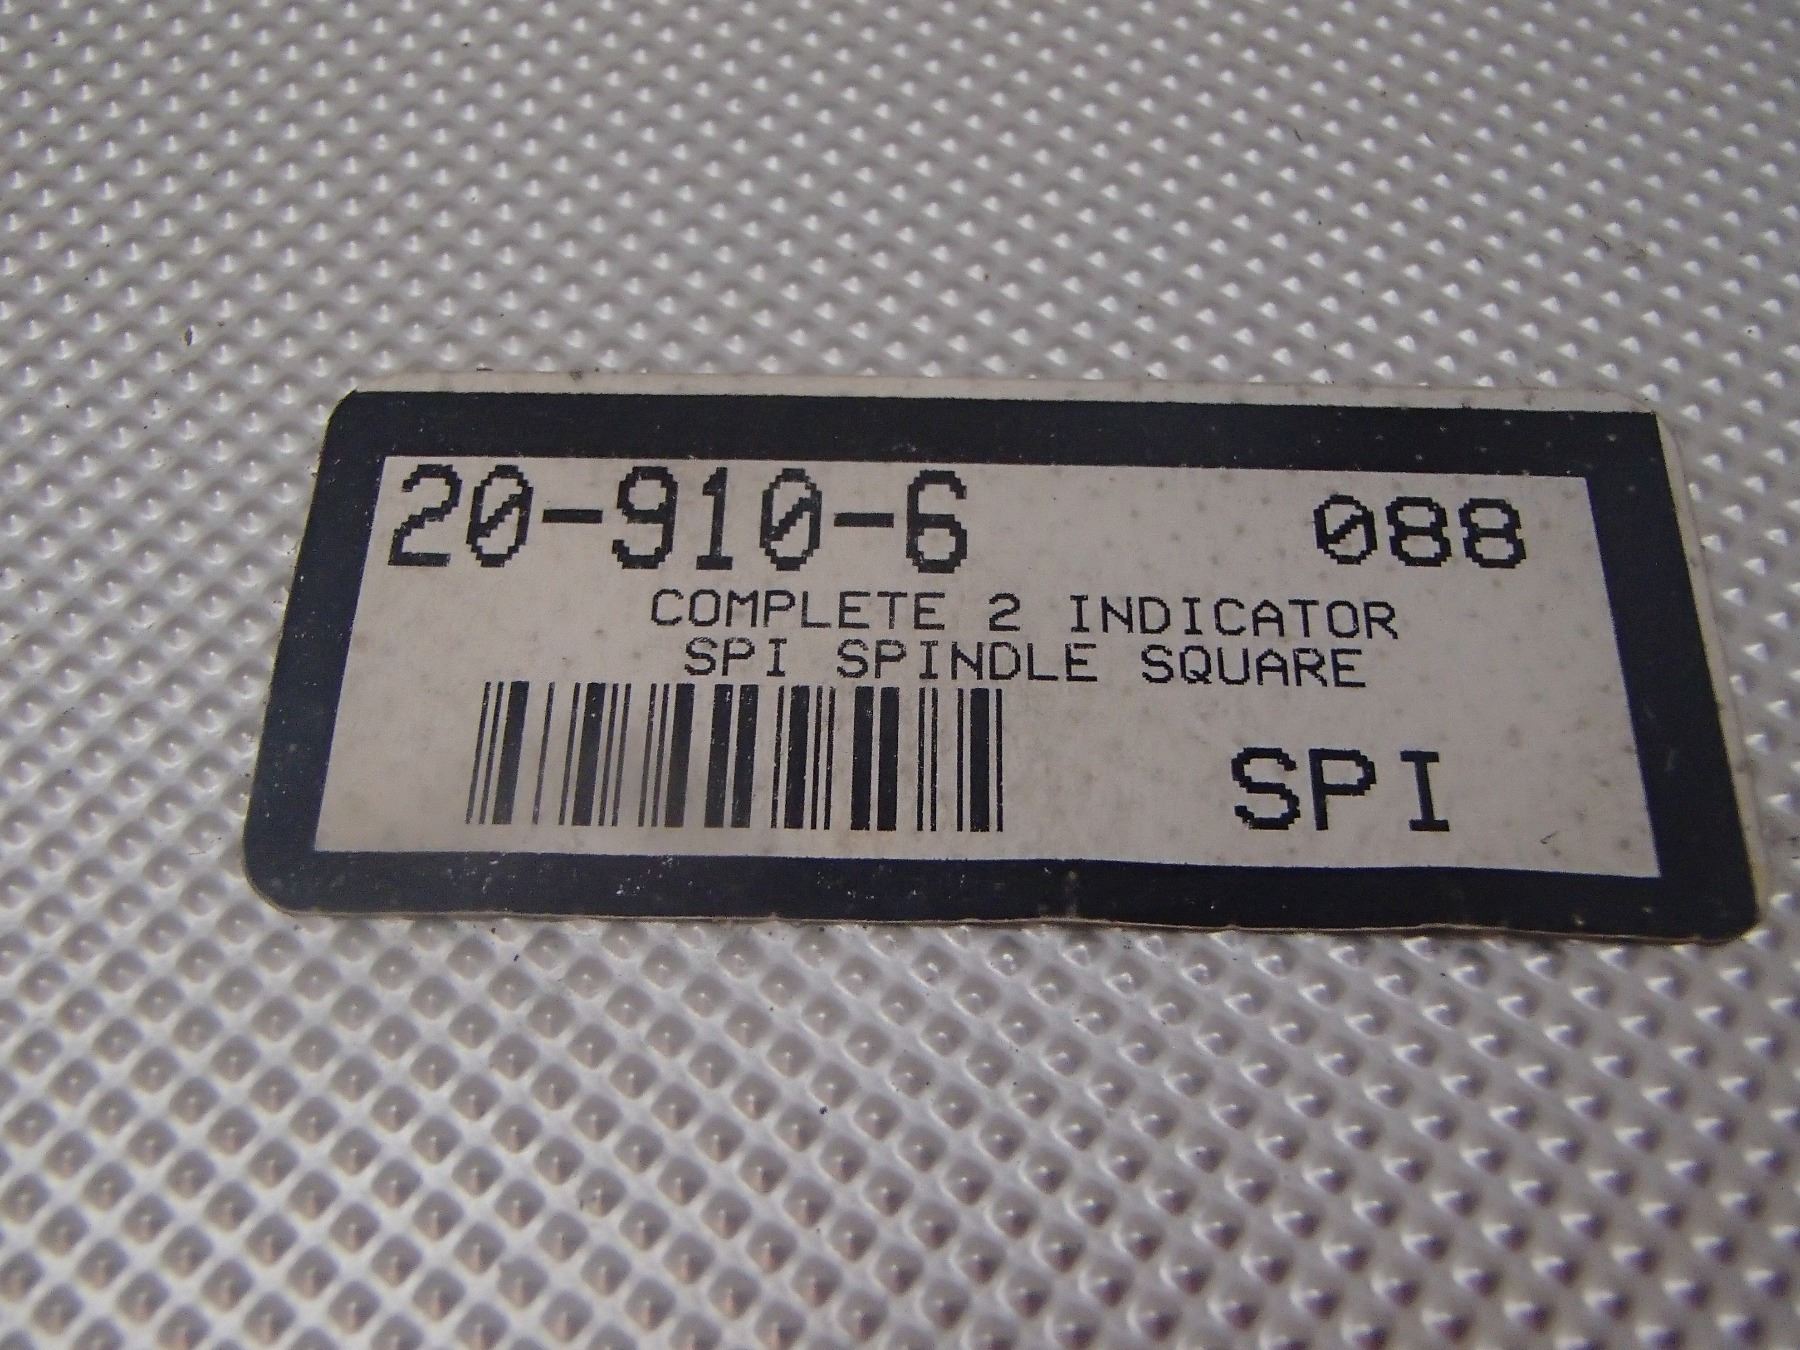 20-910-6 088
COMPLETE 2 INDICATOR
SPI SPINDLE SQUARE
SPI